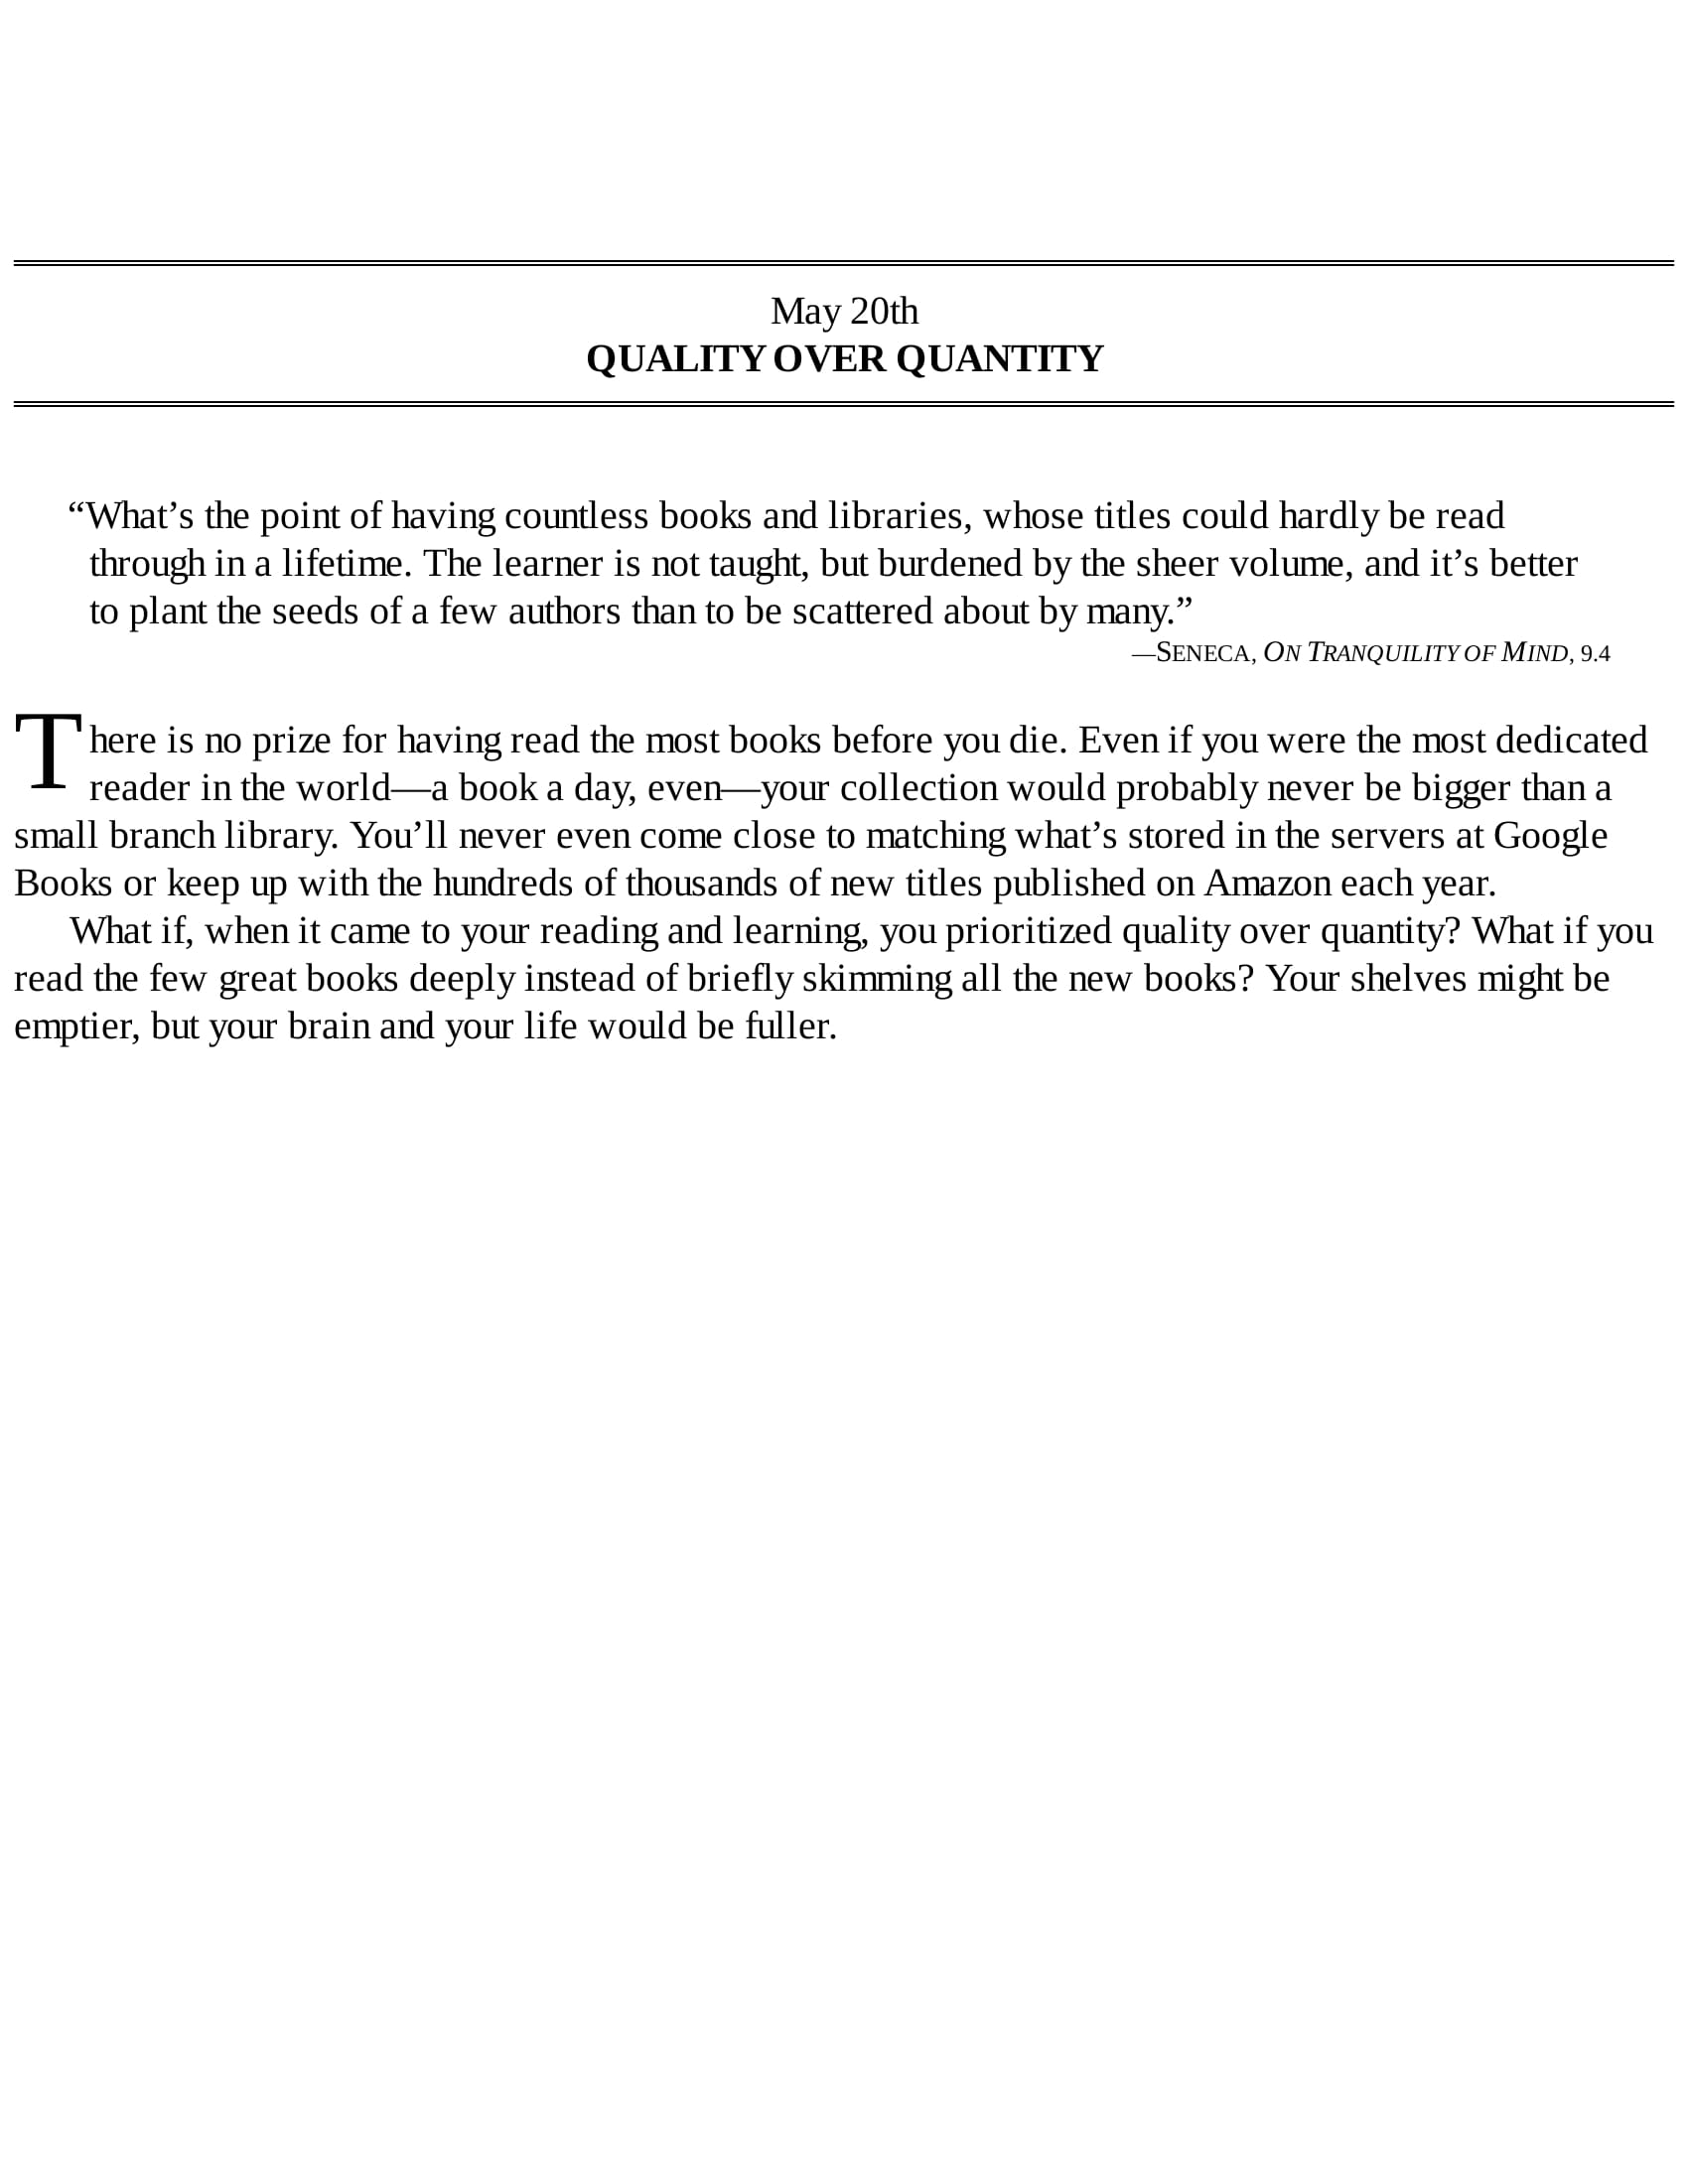 May 20th
QUALITY OVER QUANTITY
“What’s the point of having countless books and libraries, whose titles could hardly be read
through in a lifetime. The learner is not taught, but burdened by the sheer volume, and it’s better
to plant the seeds of a few authors than to be scattered about by many.”
—SENECA, ON TRANQUILITY OF MIND, 9.4
There is no prize for having read the most books before you die. Even if you were the most dedicated
reader in the world—a book a day, even—your collection would probably never be bigger than a
small branch library. You’ll never even come close to matching what’s stored in the servers at Google
Books or keep up with the hundreds of thousands of new titles published on Amazon each year.
What if, when it came to your reading and learning, you prioritized quality over quantity? What if you
read the few great books deeply instead of briefly skimming all the new books? Your shelves might be
emptier, but your brain and your life would be fuller.